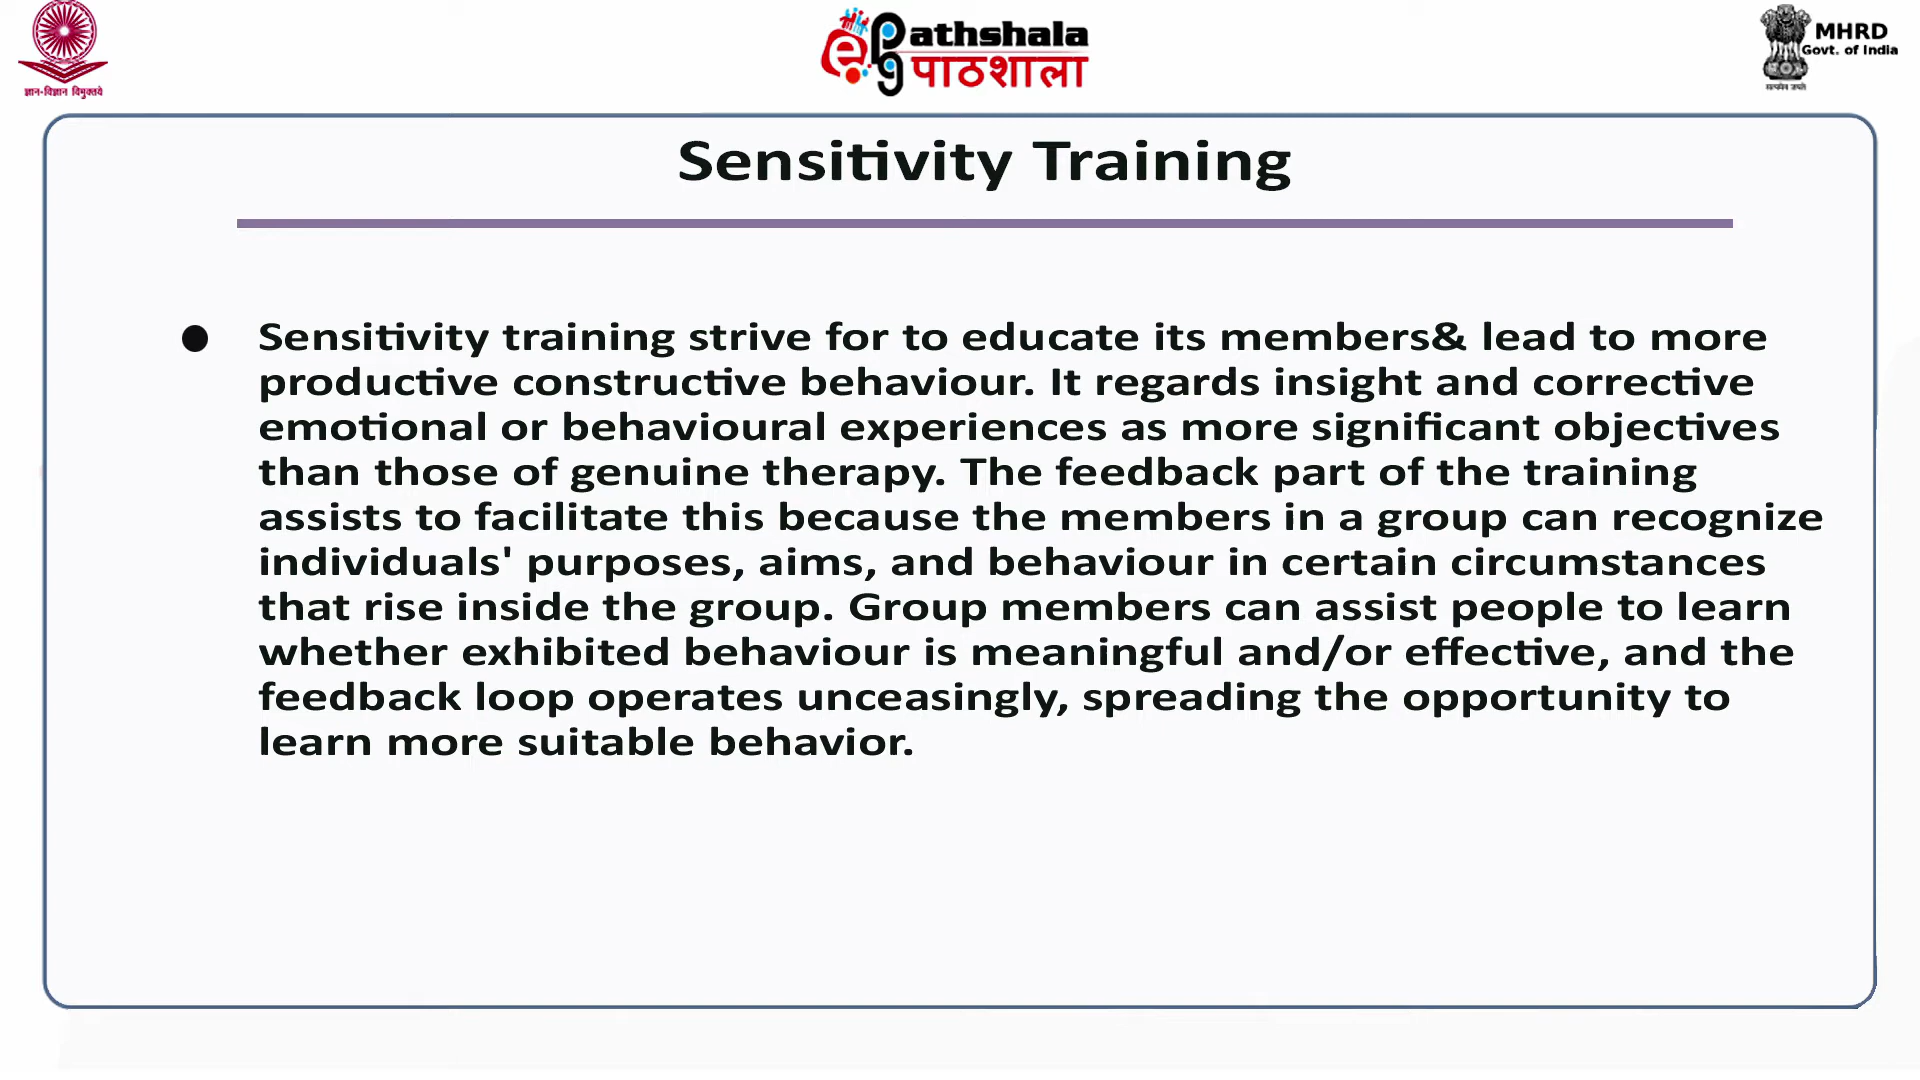 ज्ञान-विज्ञान विमुक्तये
ePathshala
पाठशाला
MHRD
Govt. of India
सत्यमेव जयते
Sensitivity Training
● Sensitivity training strive for to educate its members& lead to more
productive constructive behaviour. It regards insight and corrective
emotional or behavioural experiences as more significant objectives
than those of genuine therapy. The feedback part of the training
assists to facilitate this because the members in a group can recognize
individuals' purposes, aims, and behaviour in certain circumstances
that rise inside the group. Group members can assist people to learn
whether exhibited behaviour is meaningful and/or effective, and the
feedback loop operates unceasingly, spreading the opportunity to
learn more suitable behavior.